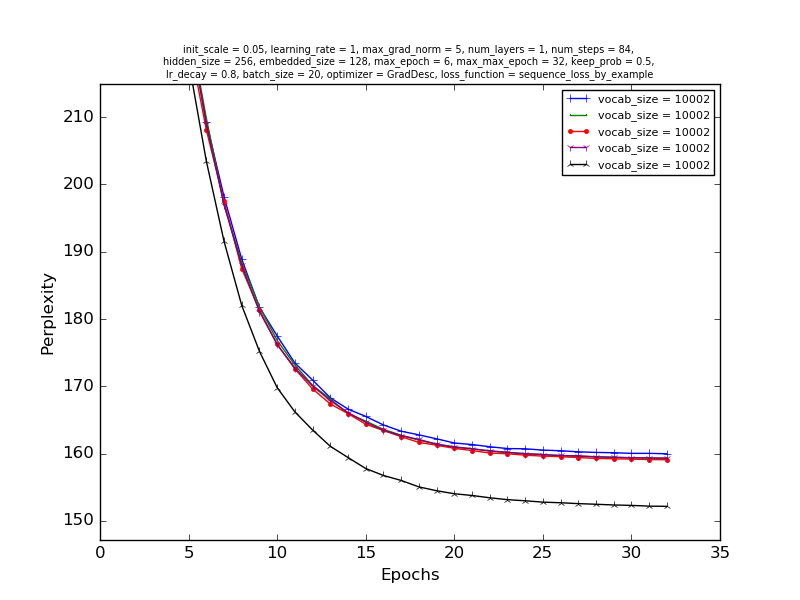 init_scale = 0.05, learning_rate = 1, max_grad_norm = 5, num_layers = 1, num_steps = 84,
hidden_size = 256, embedded_size = 128, max_epoch = 6, max_max_epoch = 32, keep_prob = 0.5,
lr_decay = 0.8, batch_size = 20, optimizer = GradDesc, loss_function = sequence_loss_by_example
vocab_size = 10002
vocab_size = 10002
vocab_size = 10002
vocab_size = 10002
vocab_size = 10002
Perplexity
210
200
190
180
170
160
150
0 5 10 15 20 25 30 35
Epochs